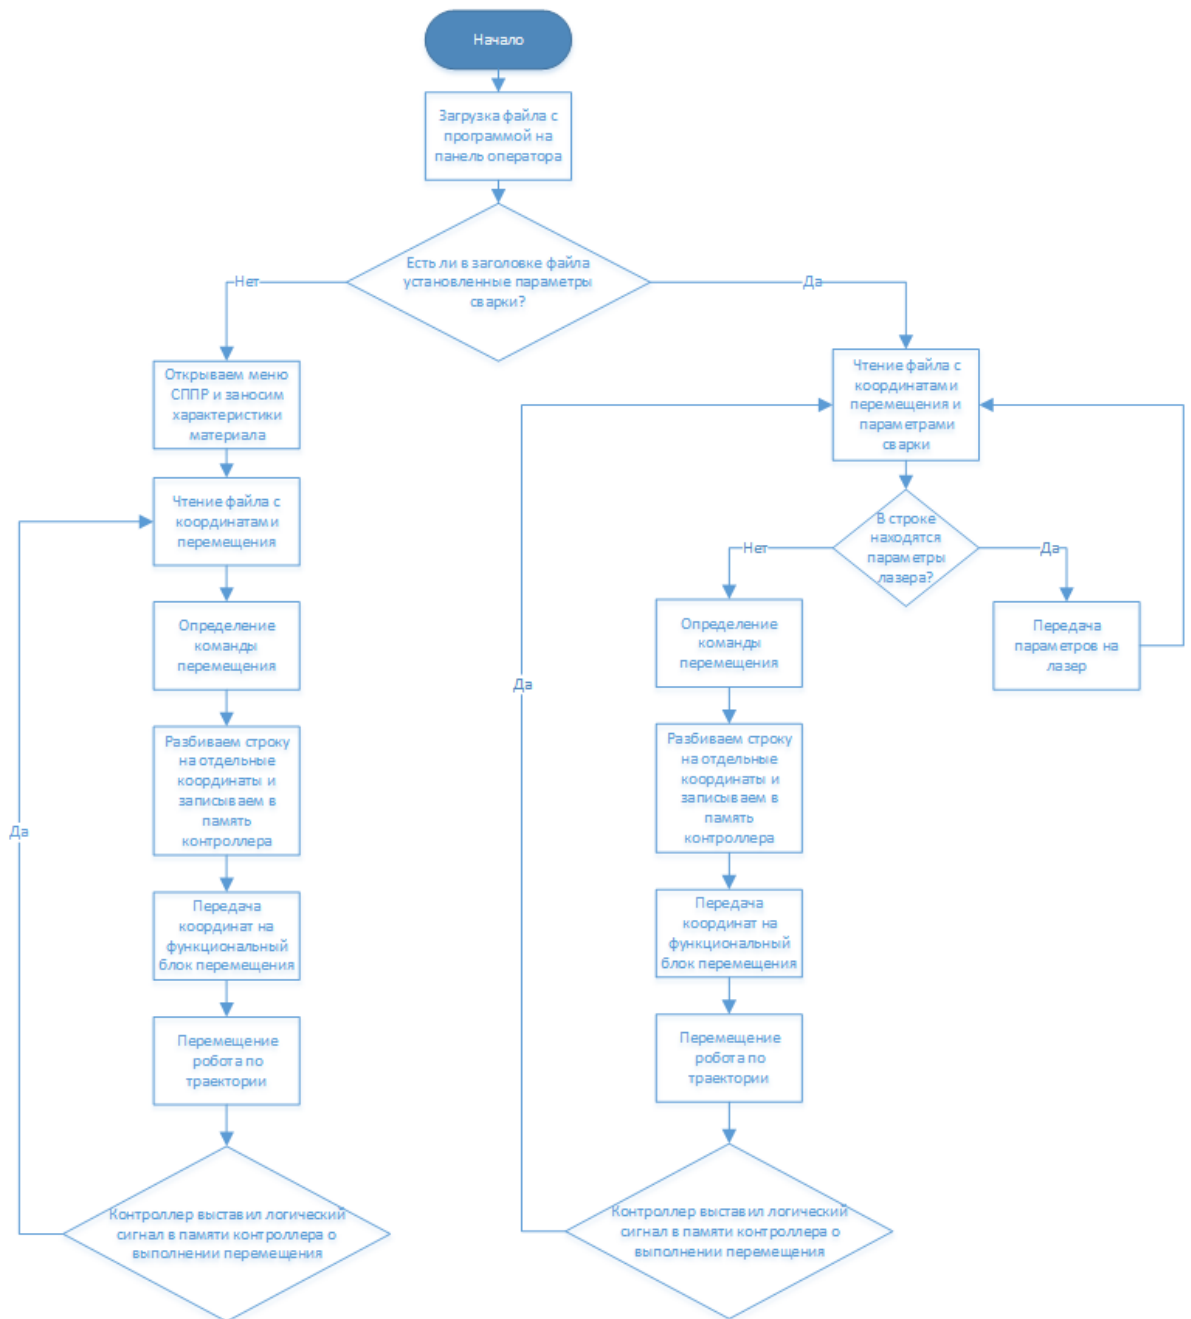 Начало
Загрузка файла с
программой на
панель оператора
Есть ли в заголовке файла
установленные параметры
сварки?
Нет
Да
Открываем меню
СППР и заносим
характеристики
материала
Чтение файла с
координатами
перемещения
Определение
команды
перемещения
Разбиваем строку
на отдельные
координаты и
записываем в
память
контроллера
Передача
координат на
функциональный
блок перемещения
Перемещение
робота по
траектории
Контроллер выставил логический
сигнал в памяти контроллера о
выполнении перемещения
Да
Чтение файла с
координатами
перемещения и
параметрами
сварки
В строке
находятся
параметры
лазера?
Нет
Да
Передача
параметров на
лазер
Определение
команды
перемещения
Разбиваем строку
на отдельные
координаты и
записываем в
память
контроллера
Передача
координат на
функциональный
блок перемещения
Перемещение
робота по
траектории
Контроллер выставил логический
сигнал в памяти контроллера о
выполнении перемещения
Да